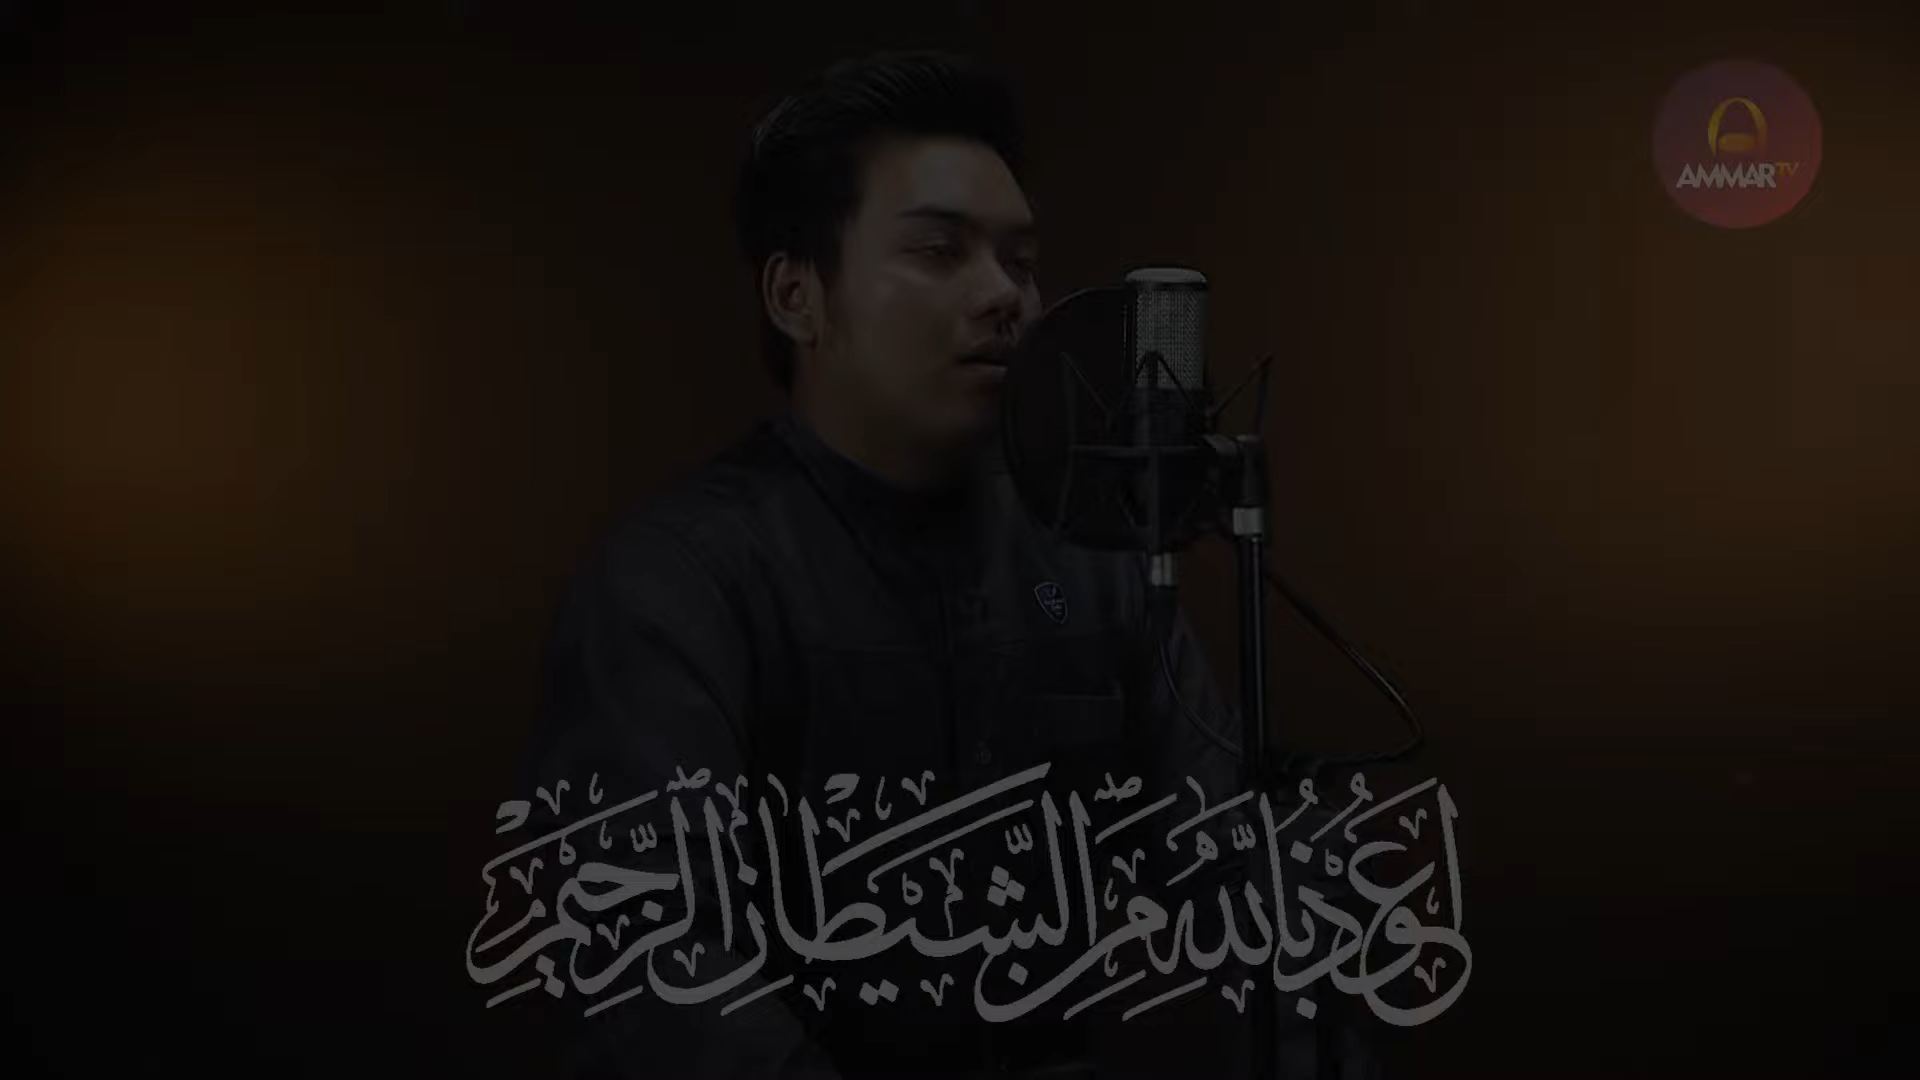 AMMAR TV
أَعُوذُ بِاللَّهِ مِنَ الشَّيْطَانِ الرَّجِيمِ